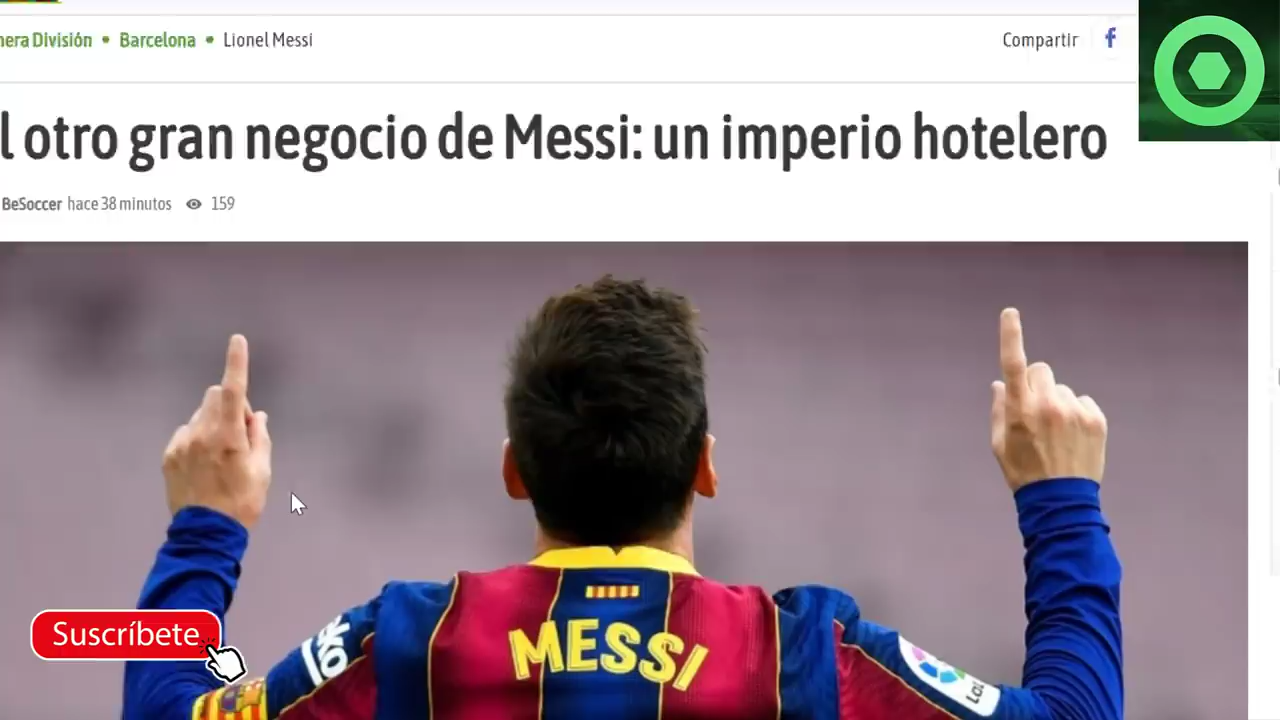 nera División • Barcelona • Lionel Messi
Compartir
l otro gran negocio de Messi: un imperio hotelero
BeSoccer hace 38 minutos 159
MESSI
Suscríbete